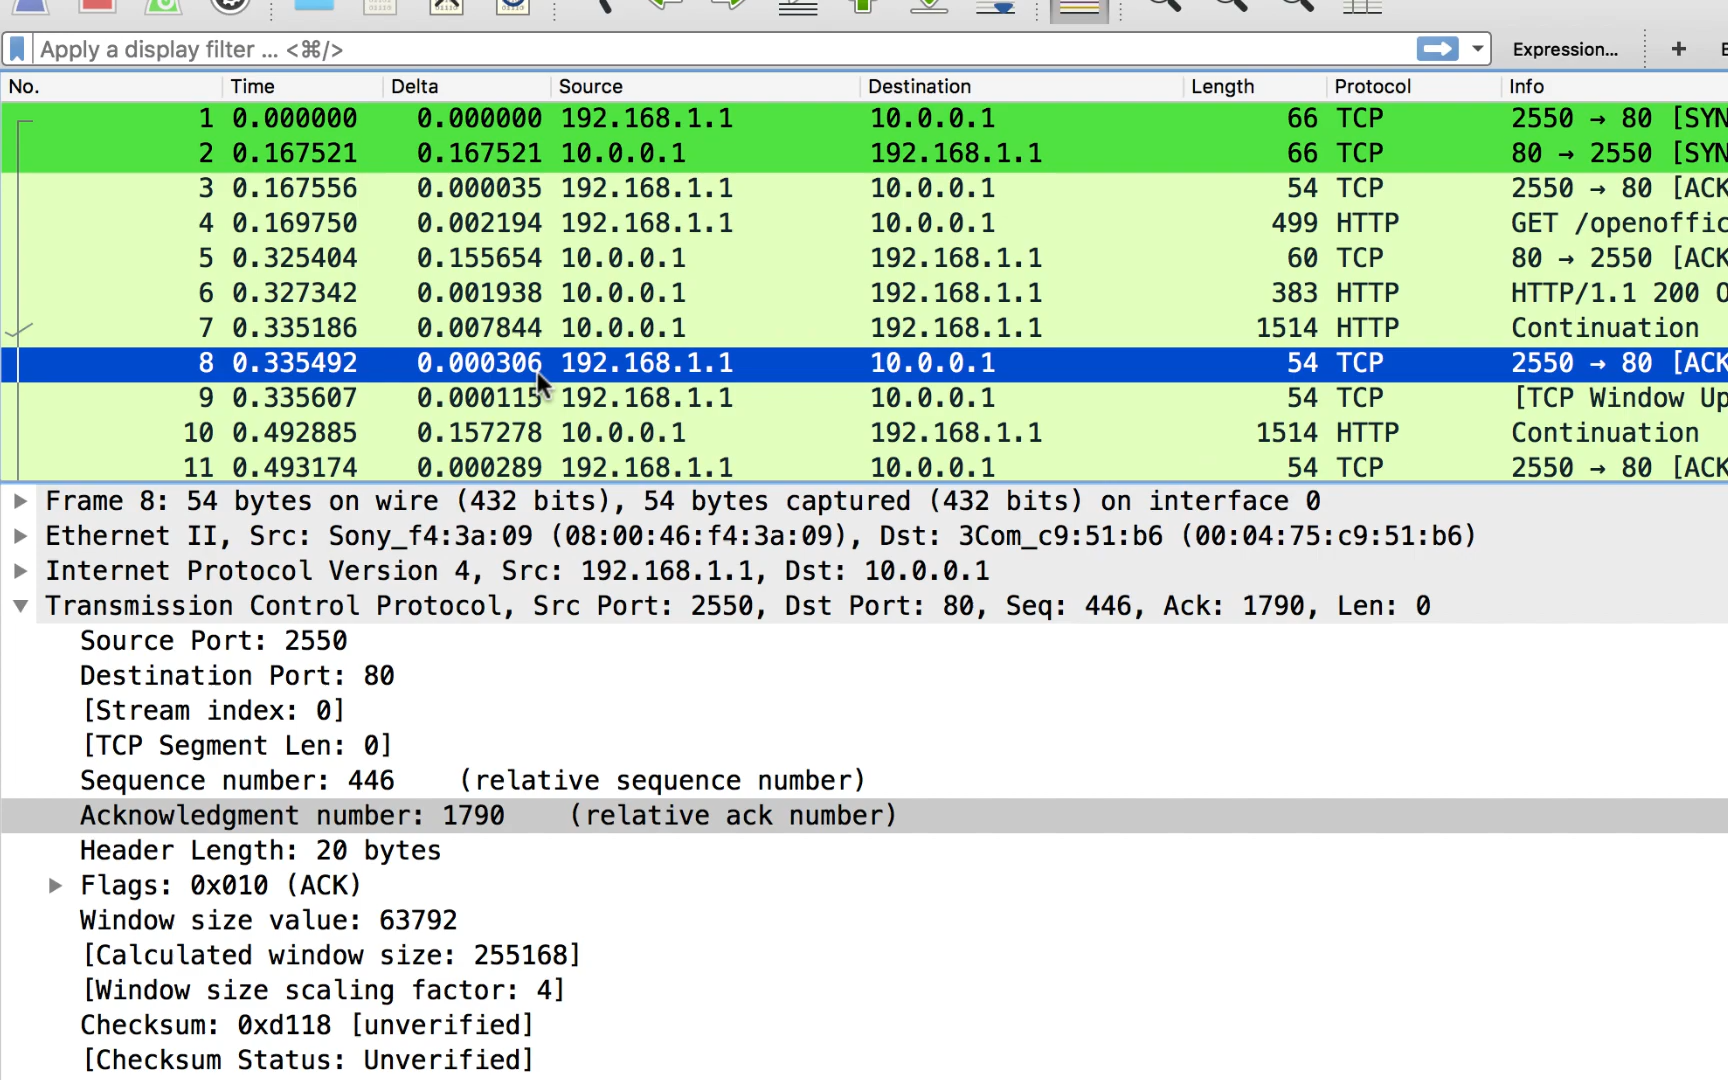 Apply a display filter ... <⌘/> Expression... +
No. Time Delta Source Destination Length Protocol Info
1 0.000000 0.000000 192.168.1.1 10.0.0.1 66 TCP 2550 → 80 [SYN
2 0.167521 0.167521 10.0.0.1 192.168.1.1 66 TCP 80 → 2550 [SYN
3 0.167556 0.000035 192.168.1.1 10.0.0.1 54 TCP 2550 → 80 [ACK
4 0.169750 0.002194 192.168.1.1 10.0.0.1 499 HTTP GET /openoffic
5 0.325404 0.155654 10.0.0.1 192.168.1.1 60 TCP 80 → 2550 [ACK
6 0.327342 0.001938 10.0.0.1 192.168.1.1 383 HTTP HTTP/1.1 200 O
7 0.335186 0.007844 10.0.0.1 192.168.1.1 1514 HTTP Continuation
8 0.335492 0.000306 192.168.1.1 10.0.0.1 54 TCP 2550 → 80 [ACK
9 0.335607 0.000115 192.168.1.1 10.0.0.1 54 TCP [TCP Window Up
10 0.492885 0.157278 10.0.0.1 192.168.1.1 1514 HTTP Continuation
11 0.493174 0.000289 192.168.1.1 10.0.0.1 54 TCP 2550 → 80 [ACK
Frame 8: 54 bytes on wire (432 bits), 54 bytes captured (432 bits) on interface 0
Ethernet II, Src: Sony_f4:3a:09 (08:00:46:f4:3a:09), Dst: 3Com_c9:51:b6 (00:04:75:c9:51:b6)
Internet Protocol Version 4, Src: 192.168.1.1, Dst: 10.0.0.1
Transmission Control Protocol, Src Port: 2550, Dst Port: 80, Seq: 446, Ack: 1790, Len: 0
Source Port: 2550
Destination Port: 80
[Stream index: 0]
[TCP Segment Len: 0]
Sequence number: 446 (relative sequence number)
Acknowledgment number: 1790 (relative ack number)
Header Length: 20 bytes
Flags: 0x010 (ACK)
Window size value: 63792
[Calculated window size: 255168]
[Window size scaling factor: 4]
Checksum: 0xd118 [unverified]
[Checksum Status: Unverified]